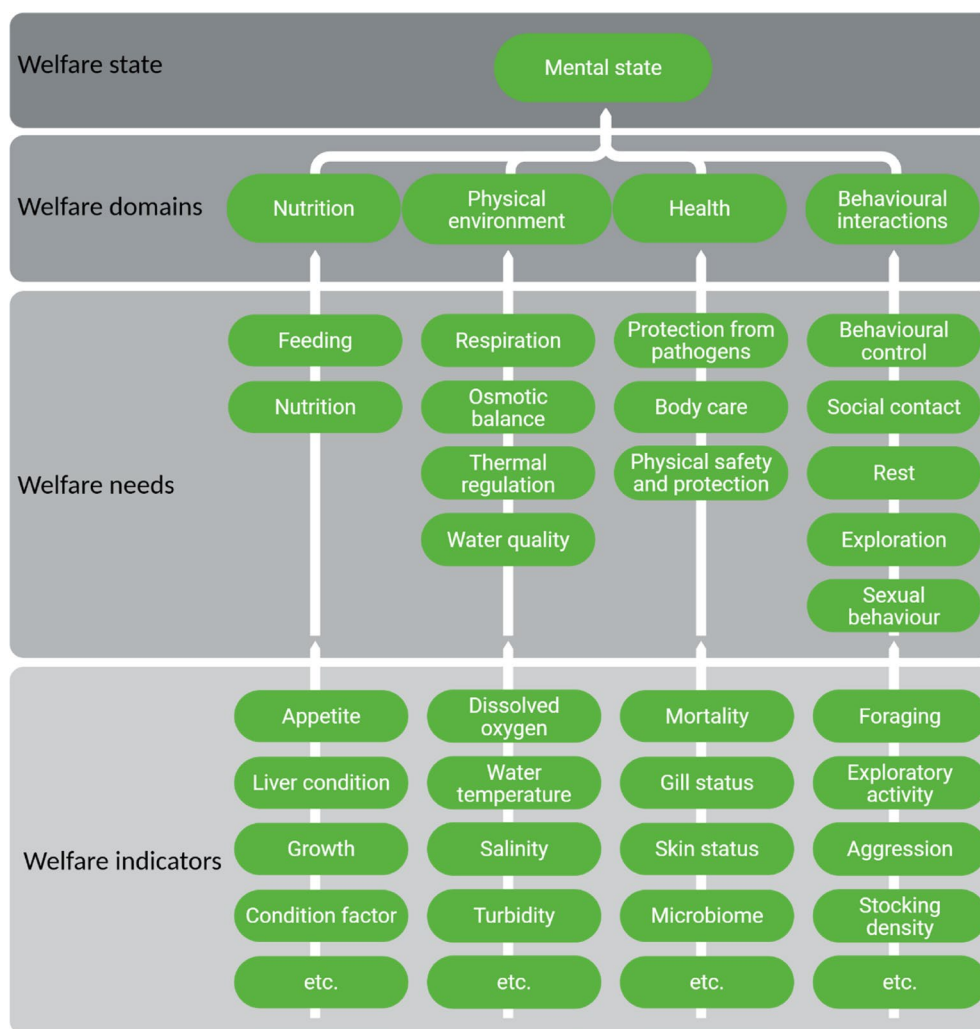 Welfare state
Mental state
Welfare domains
Nutrition
Physical
environment
Health
Behavioural
interactions
Welfare needs
Feeding
Nutrition
Respiration
Osmotic
balance
Thermal
regulation
Water quality
Protection from
pathogens
Body care
Physical safety
and protection
Behavioural
control
Social contact
Rest
Exploration
Sexual
behaviour
Welfare indicators
Appetite
Liver condition
Growth
Condition factor
etc.
Dissolved
oxygen
Water
temperature
Salinity
Turbidity
etc.
Mortality
Gill status
Skin status
Microbiome
etc.
Foraging
Exploratory
activity
Aggression
Stocking
density
etc.